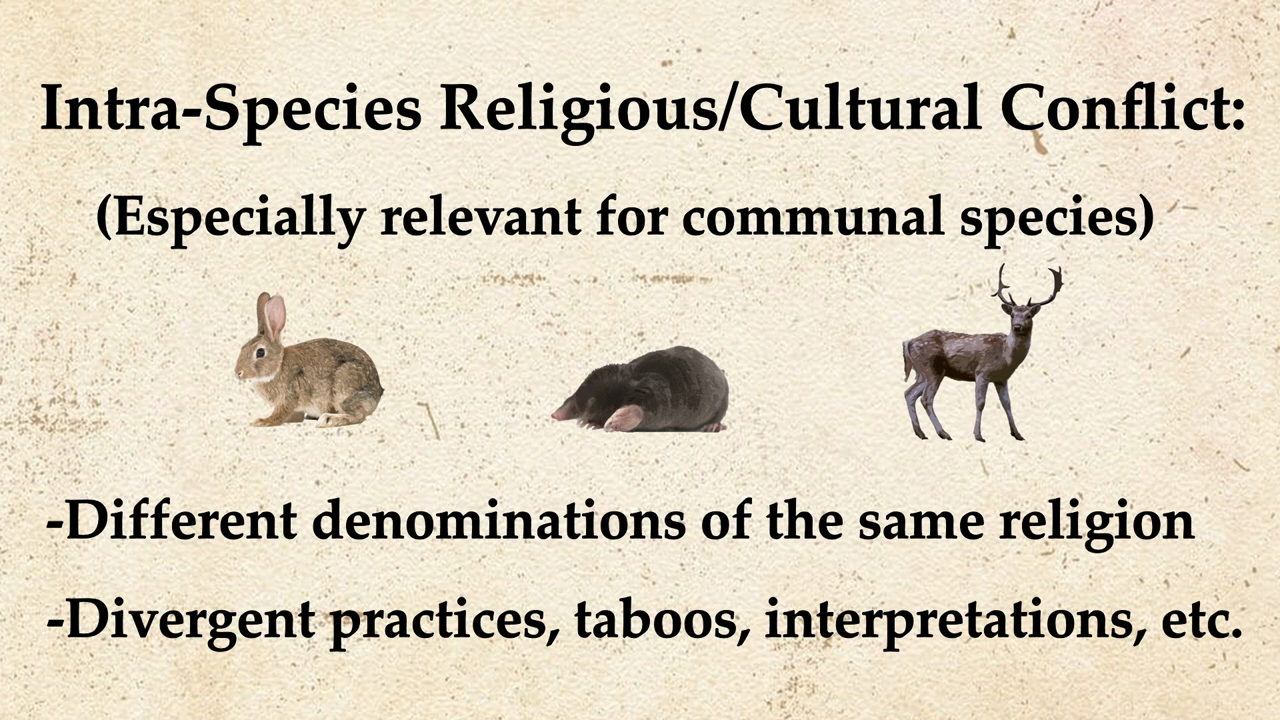 Intra-Species Religious/Cultural Conflict:
(Especially relevant for communal species)
-Different denominations of the same religion
-Divergent practices, taboos, interpretations, etc.